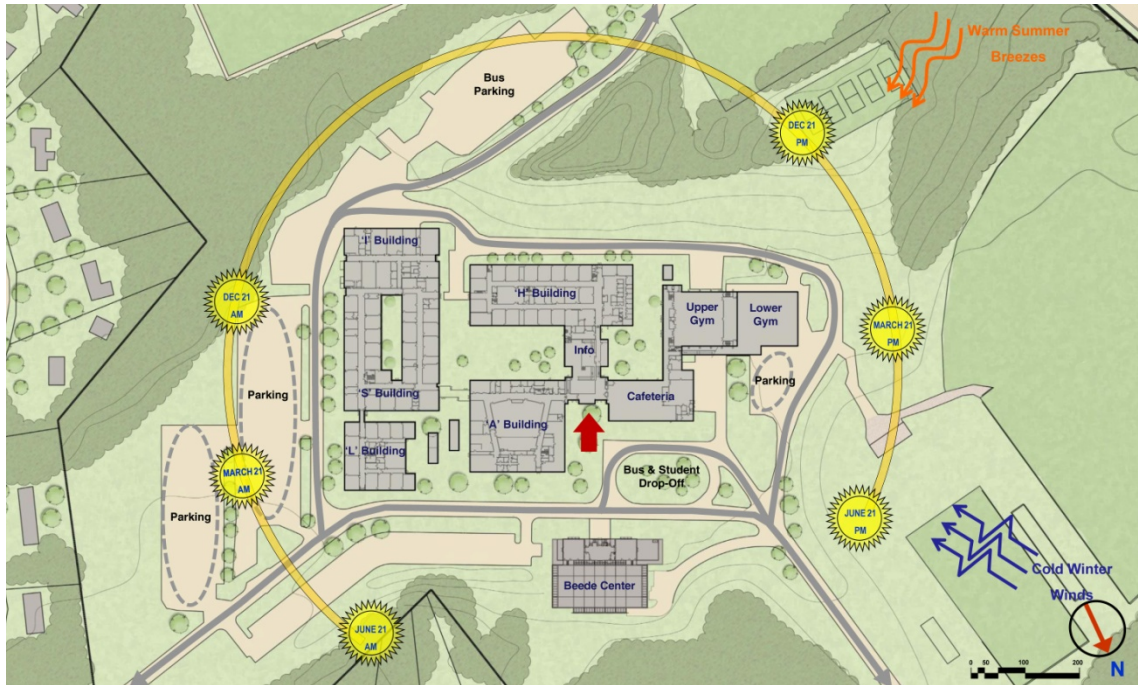 Warm Summer
Breezes
Bus
Parking
DEC 21
PM
'I' Building
'H' Building
DEC 21
AM
Upper
Gym
Lower
Gym
MARCH 21
PM
Info
Parking
Parking
'S' Building
Cafeteria
'A' Building
'L' Building
MARCH 21
AM
Bus & Student
Drop-Off
Parking
JUNE 21
PM
Cold Winter
Winds
Beede Center
JUNE 21
AM
0 50 100 200
N